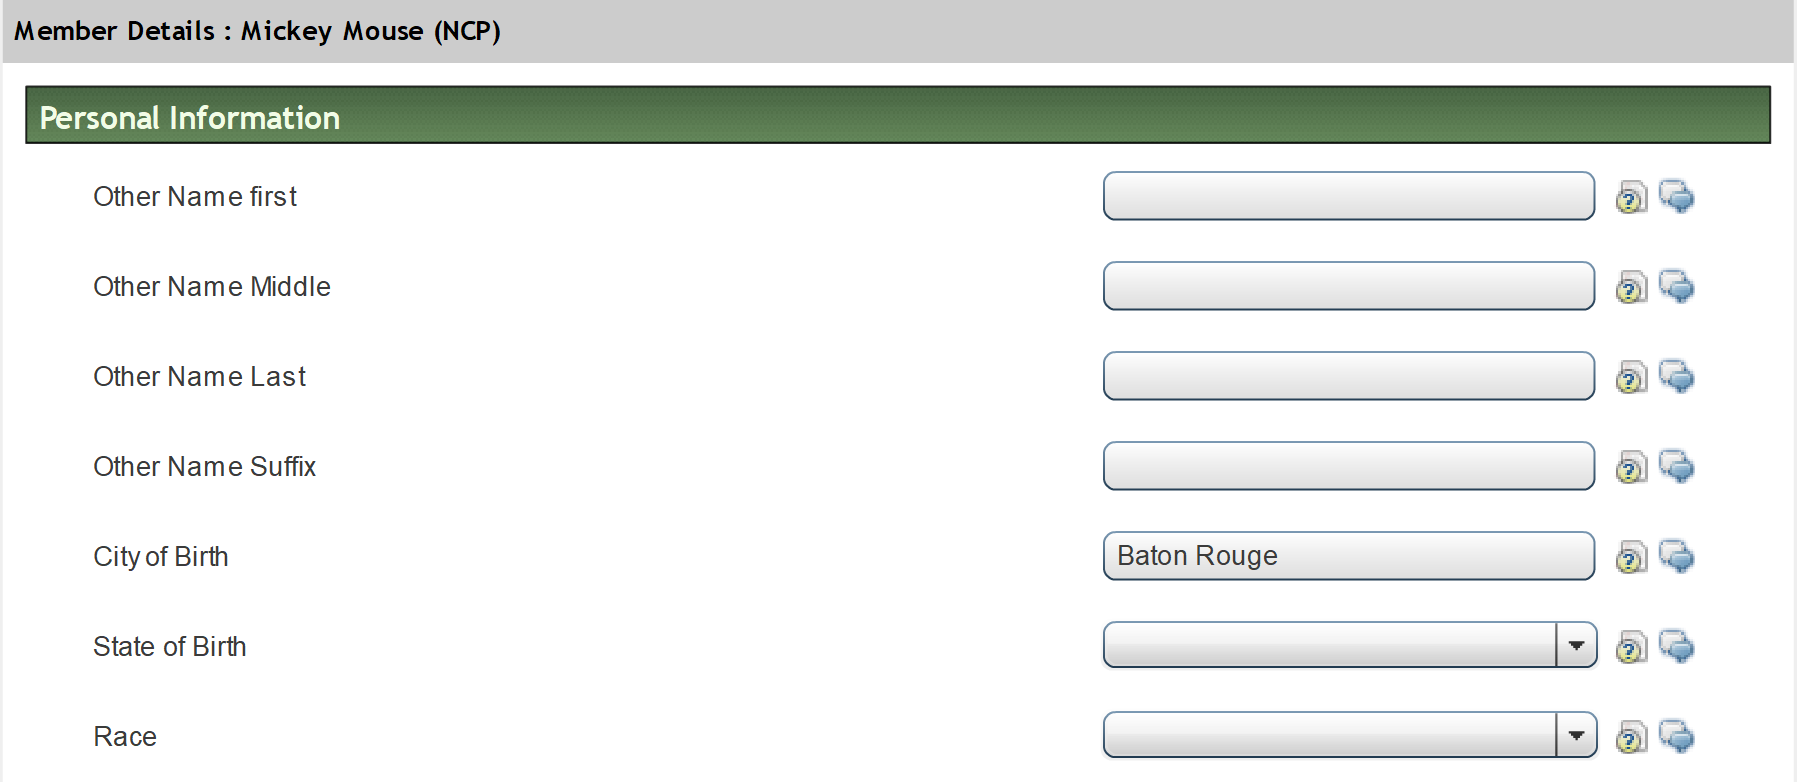 Member Details : Mickey Mouse (NCP)
Personal Information
Other Name first
Other Name Middle
Other Name Last
Other Name Suffix
City of Birth Baton Rouge
State of Birth
Race